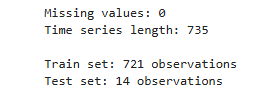 Missing values: 0
Time series length: 735
Train set: 721 observations
Test set: 14 observations